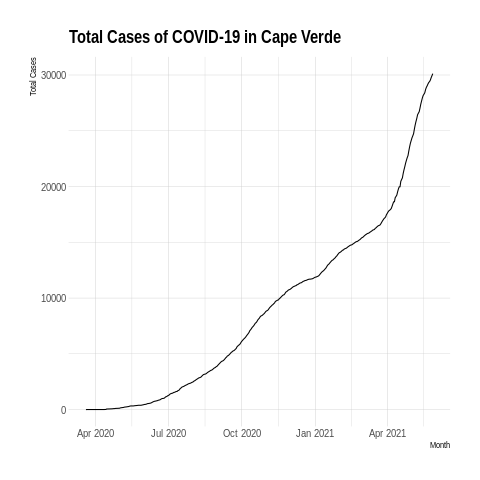 Total Cases of COVID-19 in Cape Verde
Total Cases
30000
20000
10000
0
Apr 2020 Jul 2020 Oct 2020 Jan 2021 Apr 2021
Month